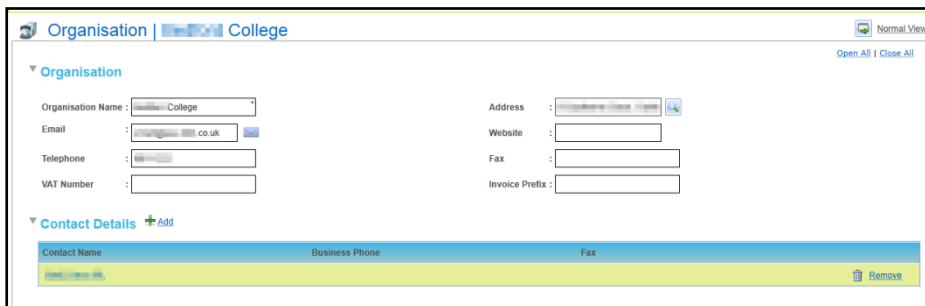 Organisation | College
Normal View
Open All | Close All
Organisation
Organisation Name : College *
Address :
Email : .co.uk
Website :
Telephone :
Fax :
VAT Number :
Invoice Prefix :
Contact Details Add
Contact Name Business Phone Fax
Remove